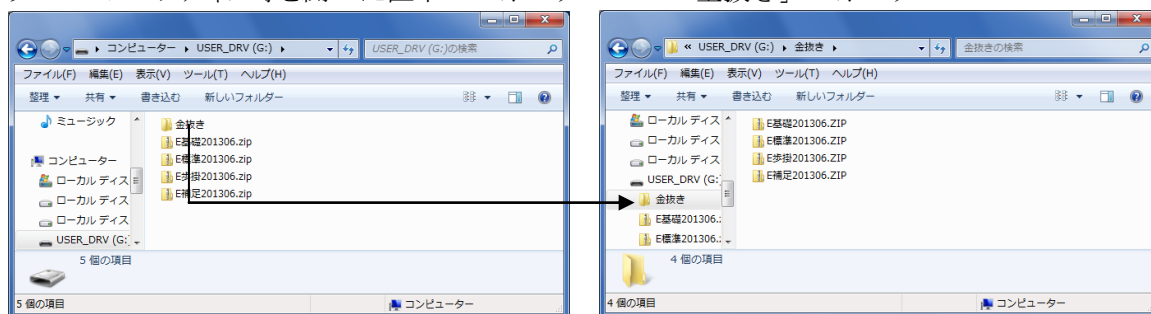 コンピューター ▸ USER_DRV (G:) ▸
USER_DRV (G:)の検索
ファイル(F) 編集(E) 表示(V) ツール(T) ヘルプ(H)
整理 ▼ 共有 ▼ 書き込む 新しいフォルダー
ミュージック
コンピューター
ローカル ディス
ローカル ディス
ローカル ディス
USER_DRV (G:)
金抜き
E基礎201306.zip
E標準201306.zip
E歩掛201306.zip
E補足201306.zip
5 個の項目
5 個の項目
コンピューター
« USER_DRV (G:) ▸ 金抜き ▸
金抜きの検索
ファイル(F) 編集(E) 表示(V) ツール(T) ヘルプ(H)
整理 ▼ 共有 ▼ 書き込む 新しいフォルダー
ローカル ディス
ローカル ディス
ローカル ディス
USER_DRV (G:
金抜き
E基礎201306.
E標準201306.
E基礎201306.ZIP
E標準201306.ZIP
E歩掛201306.ZIP
E補足201306.ZIP
4 個の項目
4 個の項目
コンピューター